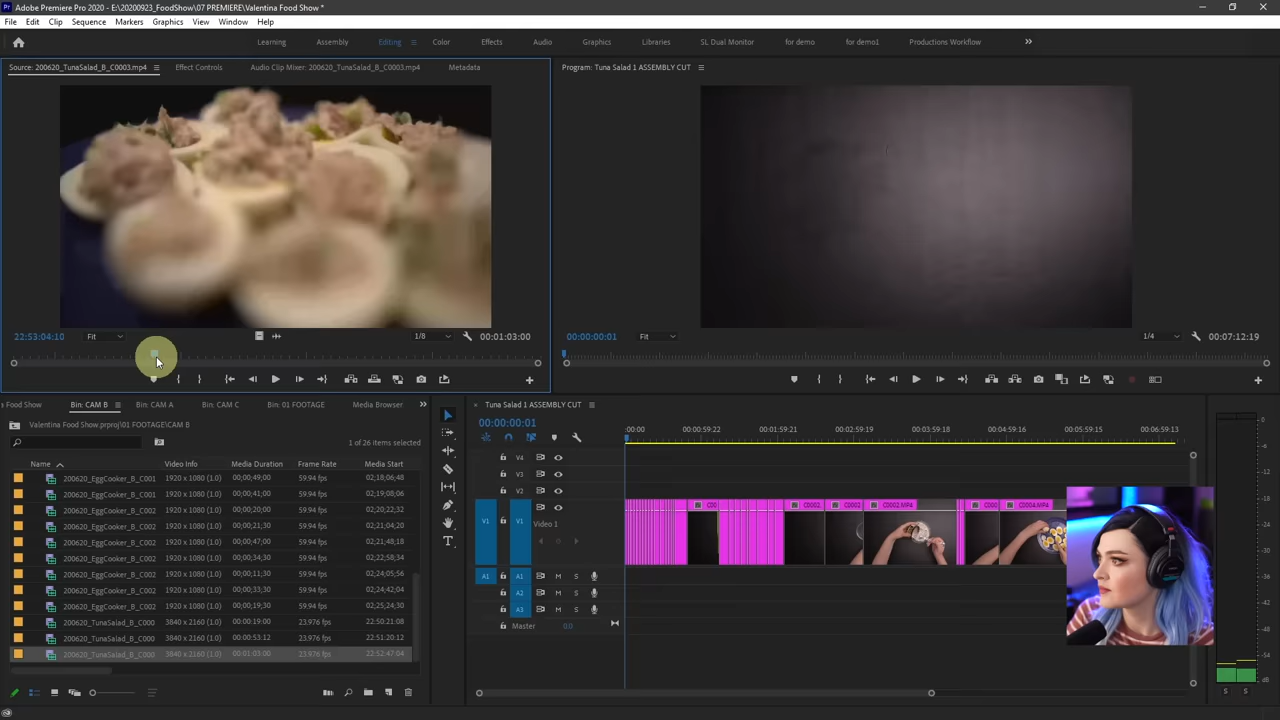 Adobe Premiere Pro 2020 - E:\20200923_FoodShow\07 PREMIERE\Valentina Food Show *
File Edit Clip Sequence Markers Graphics View Window Help
Learning Assembly Editing Color Effects Audio Graphics Libraries SL Dual Monitor for demo for demo1 Productions Workflow
Source: 200620_TunaSalad_B_C0003.mp4 Effect Controls Audio Clip Mixer: 200620_TunaSalad_B_C0003.mp4 Metadata
Program: Tuna Salad 1 ASSEMBLY CUT
22:53:04:10 Fit 1/8 00:01:03:00
00:00:00:01 Fit 1/4 00:07:12:19
Food Show Bin: CAM B Bin: CAM A Bin: CAM C Bin: 01 FOOTAGE Media Browser
Valentina Food Show.prproj\01 FOOTAGE\CAM B
1 of 26 items selected
Name Video Info Media Duration Frame Rate Media Start
200620_EggCooker_B_C001 1920 x 1080 (1.0) 00;00;49;00 59.94 fps 02;18;06;48
200620_EggCooker_B_C001 1920 x 1080 (1.0) 00;00;41;00 59.94 fps 02;19;08;06
200620_EggCooker_B_C002 1920 x 1080 (1.0) 00;00;20;00 59.94 fps 02;20;22;32
200620_EggCooker_B_C002 1920 x 1080 (1.0) 00;00;21;30 59.94 fps 02;21;04;20
200620_EggCooker_B_C002 1920 x 1080 (1.0) 00;00;47;18 59.94 fps 02;21;48;18
200620_EggCooker_B_C002 1920 x 1080 (1.0) 00;00;34;30 59.94 fps 02;22;58;34
200620_EggCooker_B_C002 1920 x 1080 (1.0) 00;00;11;30 59.94 fps 02;24;05;56
200620_EggCooker_B_C002 1920 x 1080 (1.0) 00;00;33;30 59.94 fps 02;24;42;04
200620_EggCooker_B_C002 1920 x 1080 (1.0) 00;00;19;30 59.94 fps 02;25;24;30
200620_TunaSalad_B_C000 3840 x 2160 (1.0) 00:00:19:00 23.976 fps 22:50:21:08
200620_TunaSalad_B_C000 3840 x 2160 (1.0) 00:00:53:12 23.976 fps 22:51:20:12
200620_TunaSalad_B_C000 3840 x 2160 (1.0) 00:01:03:00 23.976 fps 22:52:47:04
Tuna Salad 1 ASSEMBLY CUT
00:00:00:01
:00:00 00:00:59:22 00:01:59:21 00:02:59:19 00:03:59:18 00:04:59:16 00:05:59:15 00:06:59:13
V4
V3
V2
V1 V1 Video 1
C0002 C0002 C0002.MP4 C0004.MP4
A1 A1 M S
A2 M S
A3 M S
Master 0.0
0
-54
dB
S S